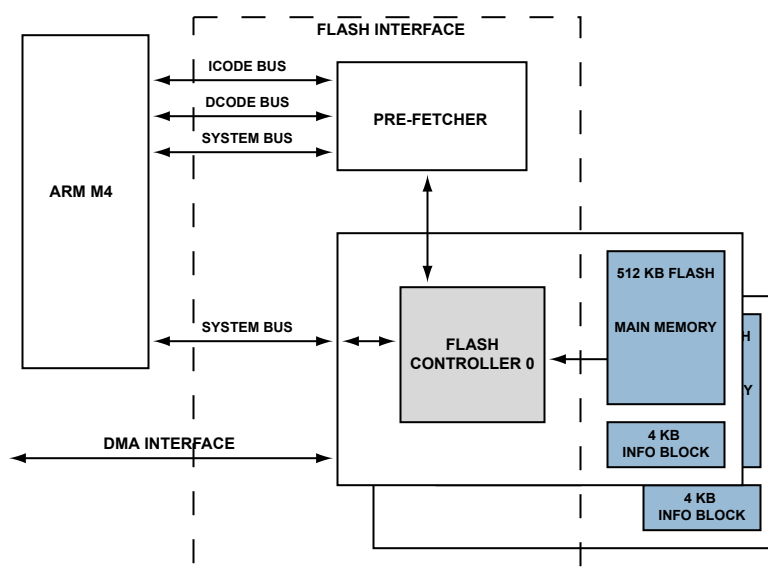 FLASH INTERFACE
ICODE BUS
DCODE BUS
SYSTEM BUS
PRE-FETCHER
ARM M4
512 KB FLASH
MAIN MEMORY
SYSTEM BUS
FLASH
CONTROLLER 0
DMA INTERFACE
4 KB
INFO BLOCK
H
Y
4 KB
INFO BLOCK